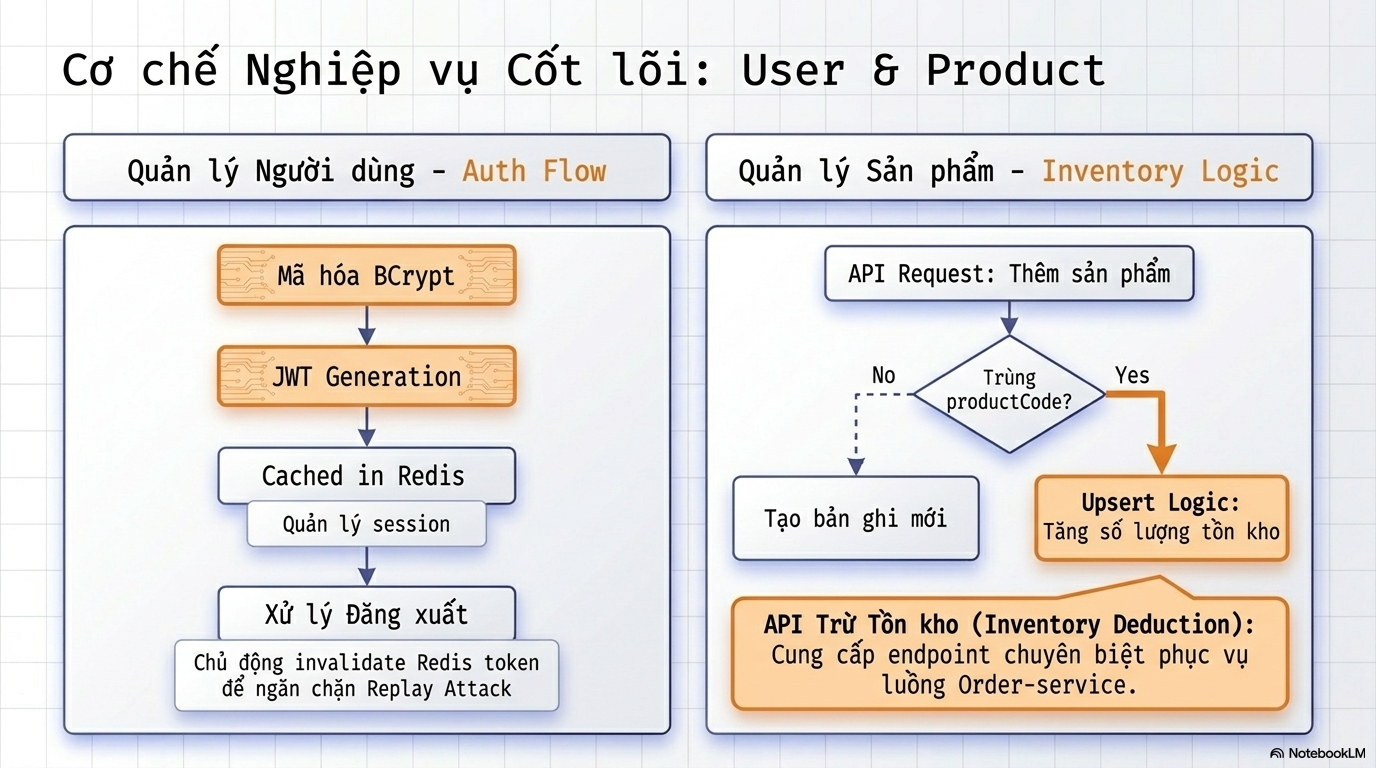 Cơ chế Nghiệp vụ Cốt lõi: User & Product
Quản lý Người dùng - Auth Flow
Mã hóa BCrypt
JWT Generation
Cached in Redis
Quản lý session
Xử lý Đăng xuất
Chủ động invalidate Redis token
để ngăn chặn Replay Attack
Quản lý Sản phẩm - Inventory Logic
API Request: Thêm sản phẩm
Trùng
productCode?
No
Yes
Tạo bản ghi mới
Upsert Logic:
Tăng số lượng tồn kho
API Trừ Tồn kho (Inventory Deduction):
Cung cấp endpoint chuyên biệt phục vụ
luồng Order-service.
NotebookLM